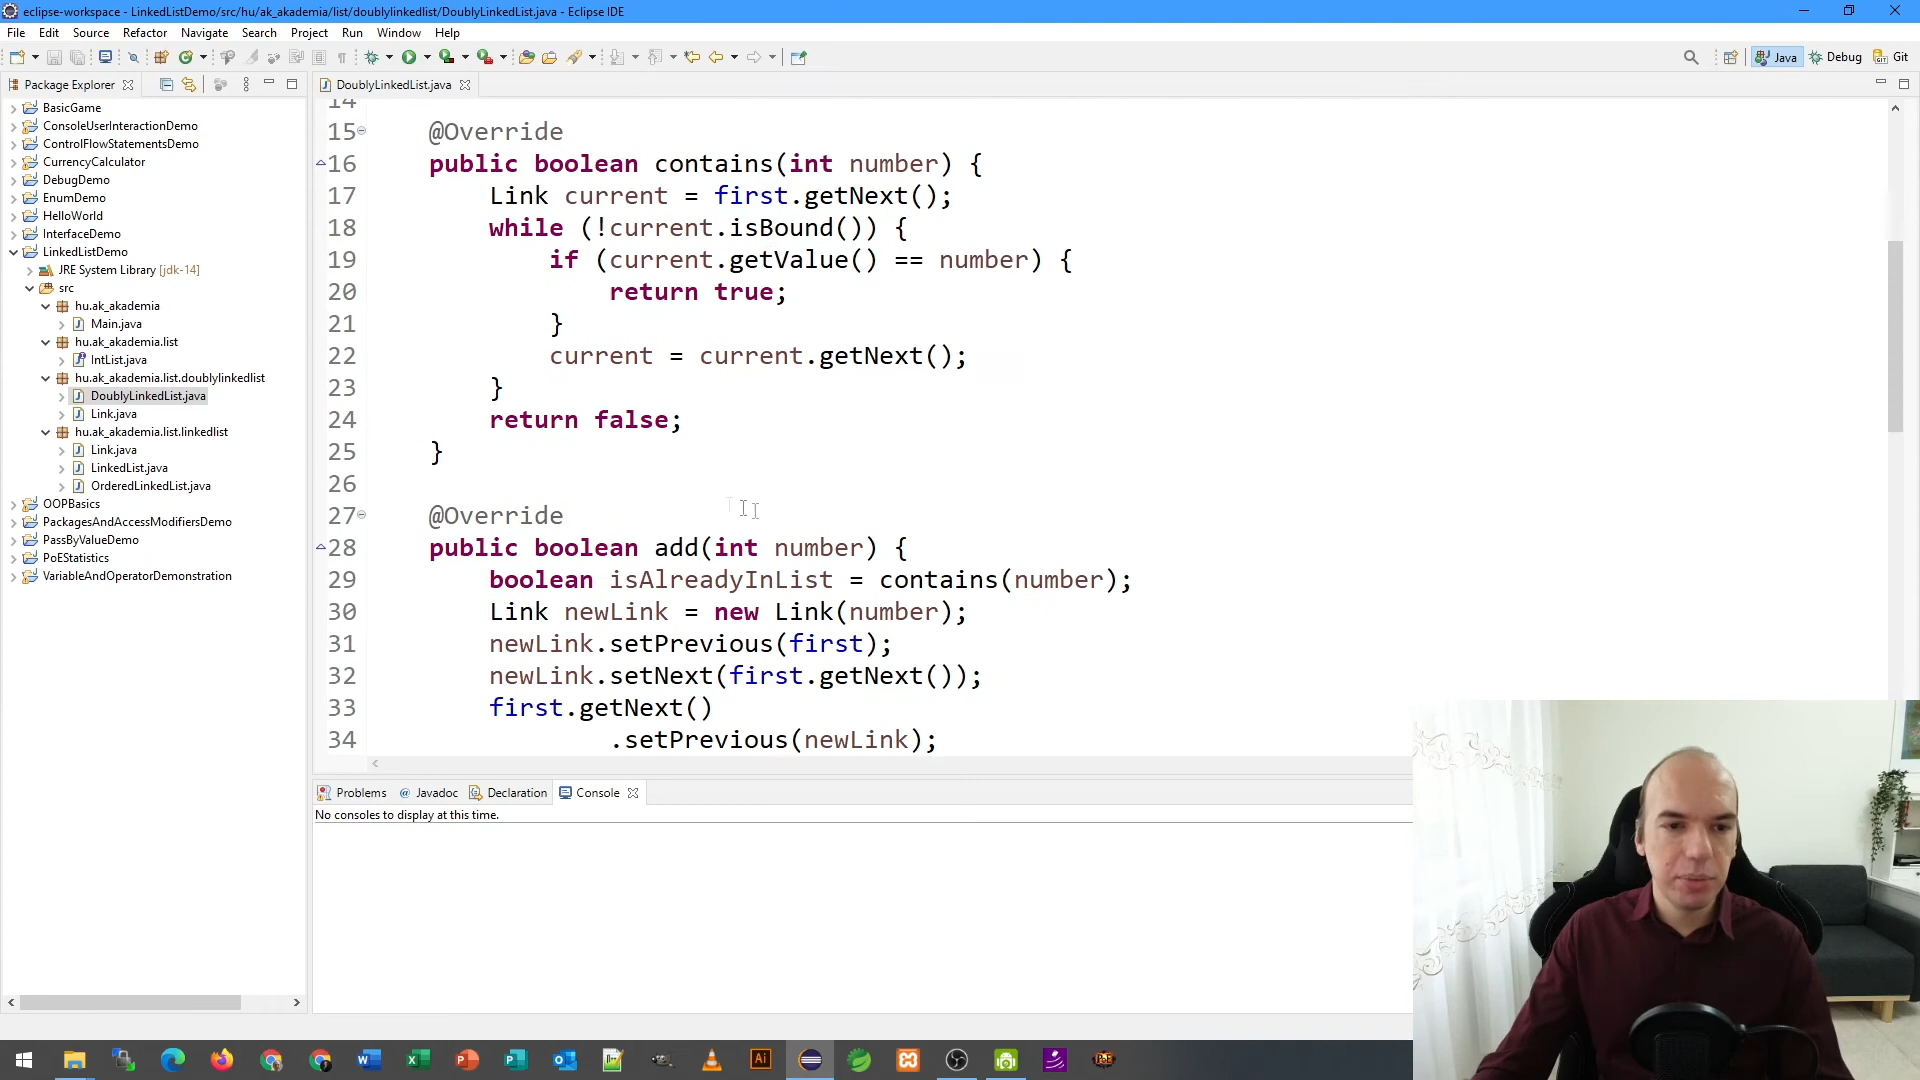 eclipse-workspace - LinkedListDemo/src/hu/ak_akademia/list/doublylinkedlist/DoublyLinkedList.java - Eclipse IDE
File Edit Source Refactor Navigate Search Project Run Window Help
Java Debug Git
Package Explorer
BasicGame
ConsoleUserInteractionDemo
ControlFlowStatementsDemo
CurrencyCalculator
DebugDemo
EnumDemo
HelloWorld
InterfaceDemo
LinkedListDemo
JRE System Library [jdk-14]
src
hu.ak_akademia
Main.java
hu.ak_akademia.list
IntList.java
hu.ak_akademia.list.doublylinkedlist
DoublyLinkedList.java
Link.java
hu.ak_akademia.list.linkedlist
Link.java
LinkedList.java
OrderedLinkedList.java
OOPBasics
PackagesAndAccessModifiersDemo
PassByValueDemo
PoEStatistics
VariableAndOperatorDemonstration
DoublyLinkedList.java
14
15 @Override
16 public boolean contains(int number) {
17 Link current = first.getNext();
18 while (!current.isBound()) {
19 if (current.getValue() == number) {
20 return true;
21 }
22 current = current.getNext();
23 }
24 return false;
25 }
26
27 @Override
28 public boolean add(int number) {
29 boolean isAlreadyInList = contains(number);
30 Link newLink = new Link(number);
31 newLink.setPrevious(first);
32 newLink.setNext(first.getNext());
33 first.getNext()
34 .setPrevious(newLink);
Problems Javadoc Declaration Console
No consoles to display at this time.